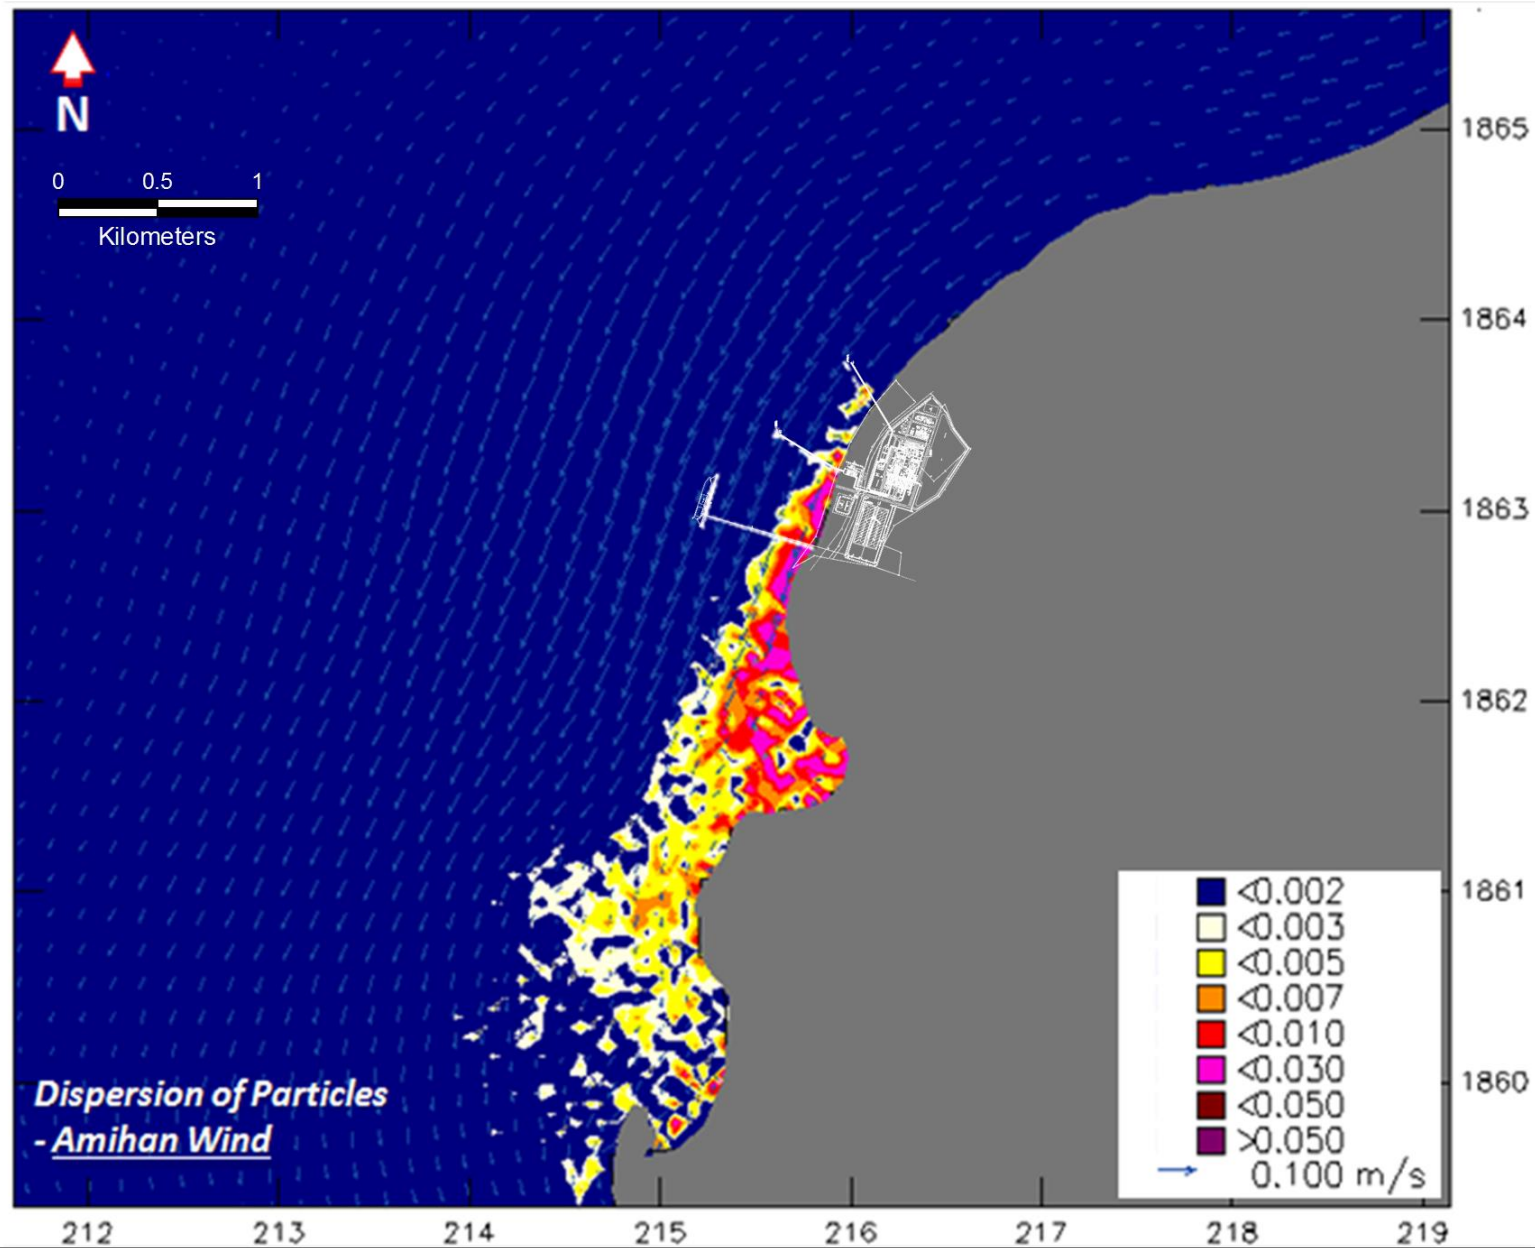 N
0 0.5 1
Kilometers
1865
1864
1863
1862
1861
1860
<0.002
<0.003
<0.005
<0.007
<0.010
<0.030
<0.050
>0.050
0.100 m/s
Dispersion of Particles
- Amihan Wind
212 213 214 215 216 217 218 219